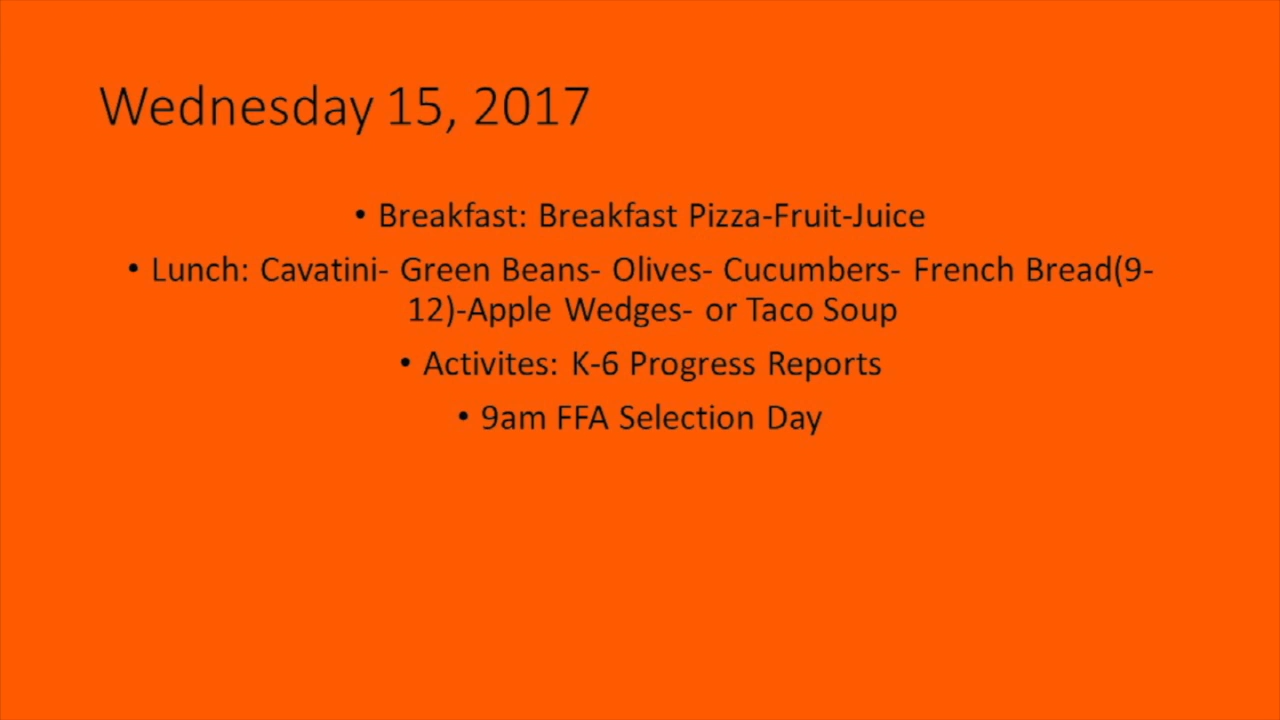 Wednesday 15, 2017
• Breakfast: Breakfast Pizza-Fruit-Juice
• Lunch: Cavatini- Green Beans- Olives- Cucumbers- French Bread(9-
12)-Apple Wedges- or Taco Soup
• Activites: K-6 Progress Reports
• 9am FFA Selection Day